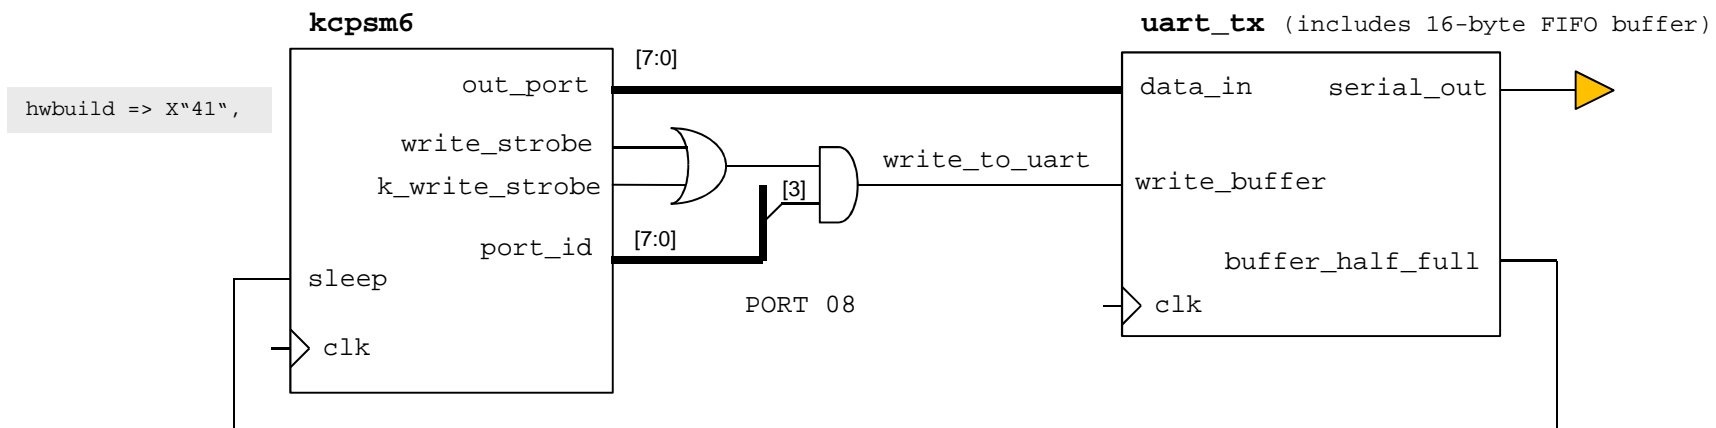 kcpsm6
uart_tx (includes 16-byte FIFO buffer)
[7:0]
out_port
data_in
serial_out
hwbuild => X“41“,
write_strobe
write_to_uart
k_write_strobe
[3]
write_buffer
port_id
[7:0]
buffer_half_full
sleep
PORT 08
clk
clk